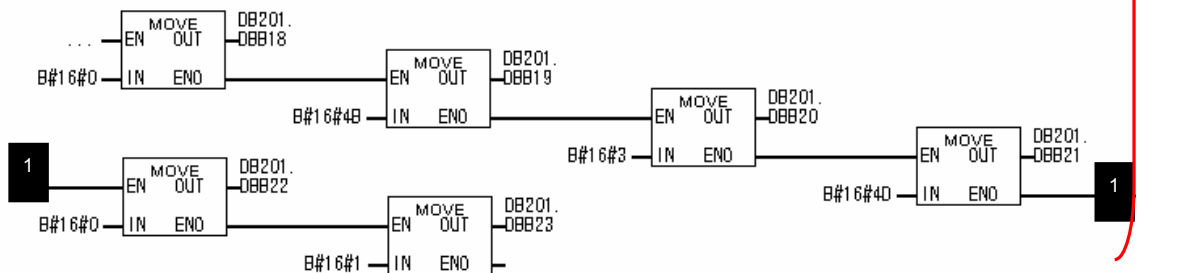 MOVE
DB201.
... EN OUT DBB18
B#16#0 IN ENO
MOVE
DB201.
EN OUT DBB19
B#16#4B IN ENO
MOVE
DB201.
EN OUT DBB20
B#16#3 IN ENO
MOVE
DB201.
EN OUT DBB21
B#16#4D IN ENO
1
1
MOVE
DB201.
EN OUT DBB22
B#16#0 IN ENO
MOVE
DB201.
EN OUT DBB23
B#16#1 IN ENO